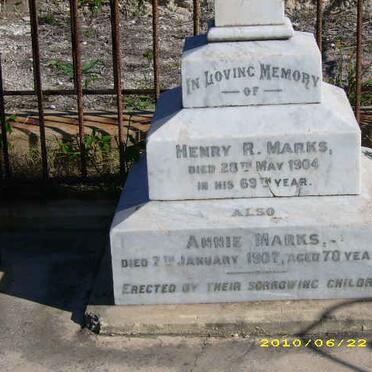 IN LOVING MEMORY
OF
HENRY R. MARKS,
DIED 28TH MAY 1904
IN HIS 69TH YEAR.
ALSO
ANNIE MARKS,
DIED 7TH JANUARY 1907, AGED 70 YEA
ERECTED BY THEIR SORROWING CHILDR
2010/06/22